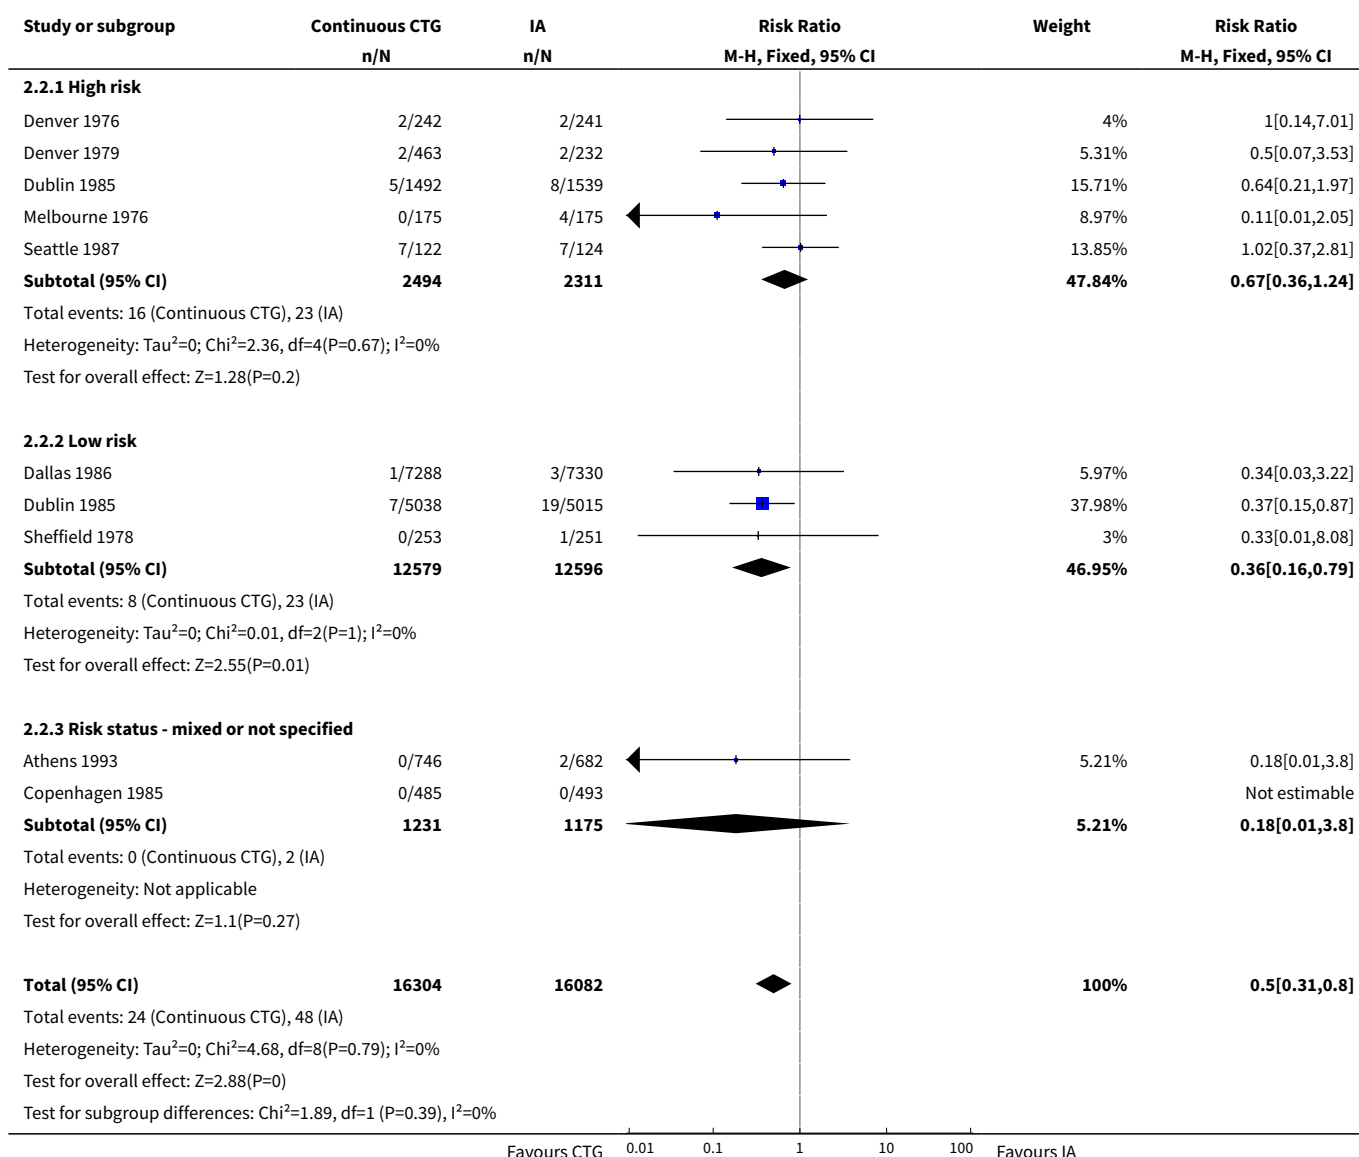 Study or subgroup Continuous CTG IA Risk Ratio Weight Risk Ratio
n/N n/N M-H, Fixed, 95% CI M-H, Fixed, 95% CI
2.2.1 High risk
Denver 1976 2/242 2/241 4% 1[0.14,7.01]
Denver 1979 2/463 2/232 5.31% 0.5[0.07,3.53]
Dublin 1985 5/1492 8/1539 15.71% 0.64[0.21,1.97]
Melbourne 1976 0/175 4/175 8.97% 0.11[0.01,2.05]
Seattle 1987 7/122 7/124 13.85% 1.02[0.37,2.81]
Subtotal (95% CI) 2494 2311 47.84% 0.67[0.36,1.24]
Total events: 16 (Continuous CTG), 23 (IA)
Heterogeneity: Tau²=0; Chi²=2.36, df=4(P=0.67); I²=0%
Test for overall effect: Z=1.28(P=0.2)
2.2.2 Low risk
Dallas 1986 1/7288 3/7330 5.97% 0.34[0.03,3.22]
Dublin 1985 7/5038 19/5015 37.98% 0.37[0.15,0.87]
Sheffield 1978 0/253 1/251 3% 0.33[0.01,8.08]
Subtotal (95% CI) 12579 12596 46.95% 0.36[0.16,0.79]
Total events: 8 (Continuous CTG), 23 (IA)
Heterogeneity: Tau²=0; Chi²=0.01, df=2(P=1); I²=0%
Test for overall effect: Z=2.55(P=0.01)
2.2.3 Risk status - mixed or not specified
Athens 1993 0/746 2/682 5.21% 0.18[0.01,3.8]
Copenhagen 1985 0/485 0/493 Not estimable
Subtotal (95% CI) 1231 1175 5.21% 0.18[0.01,3.8]
Total events: 0 (Continuous CTG), 2 (IA)
Heterogeneity: Not applicable
Test for overall effect: Z=1.1(P=0.27)
Total (95% CI) 16304 16082 100% 0.5[0.31,0.8]
Total events: 24 (Continuous CTG), 48 (IA)
Heterogeneity: Tau²=0; Chi²=4.68, df=8(P=0.79); I²=0%
Test for overall effect: Z=2.88(P=0)
Test for subgroup differences: Chi²=1.89, df=1 (P=0.39), I²=0%
Favours CTG 0.01 0.1 1 10 100 Favours IA